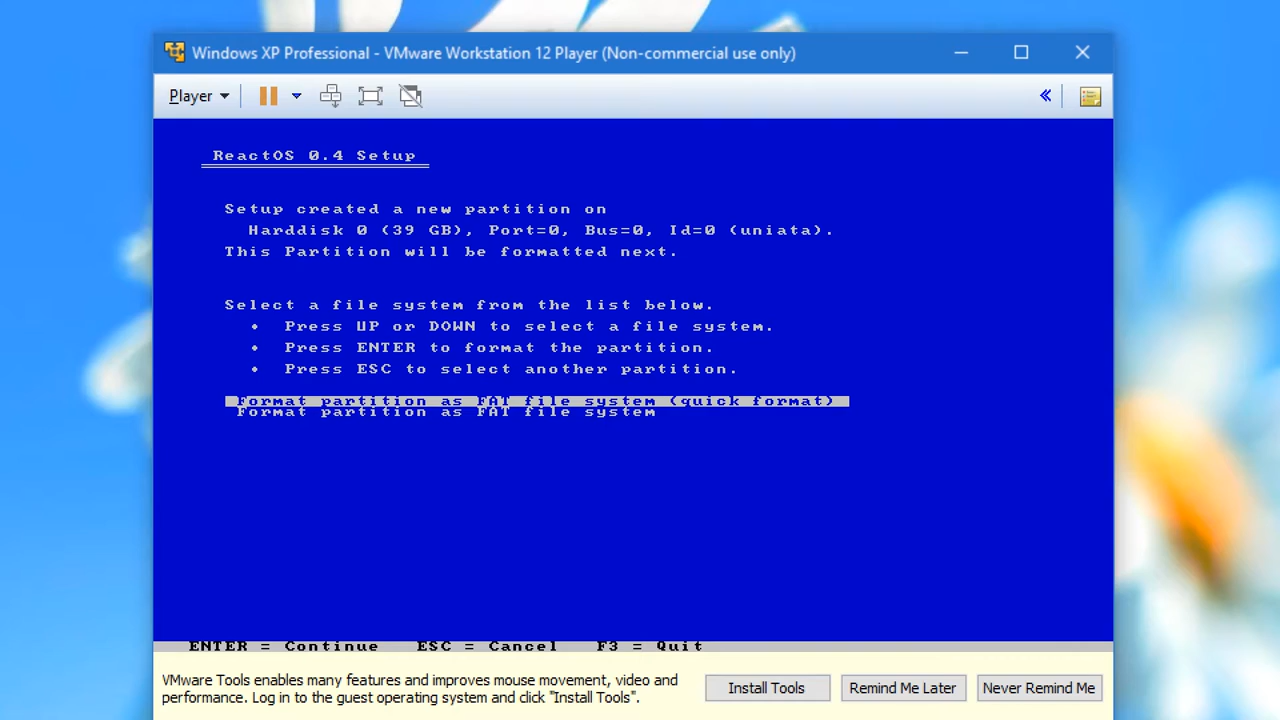 Windows XP Professional - VMware Workstation 12 Player (Non-commercial use only)
Player
ReactOS 0.4 Setup
Setup created a new partition on
Harddisk 0 (39 GB), Port=0, Bus=0, Id=0 (uniata).
This Partition will be formatted next.
Select a file system from the list below.
• Press UP or DOWN to select a file system.
• Press ENTER to format the partition.
• Press ESC to select another partition.
Format partition as FAT file system (quick format)
Format partition as FAT file system
ENTER = Continue ESC = Cancel F3 = Quit
VMware Tools enables many features and improves mouse movement, video and
performance. Log in to the guest operating system and click "Install Tools".
Install Tools Remind Me Later Never Remind Me